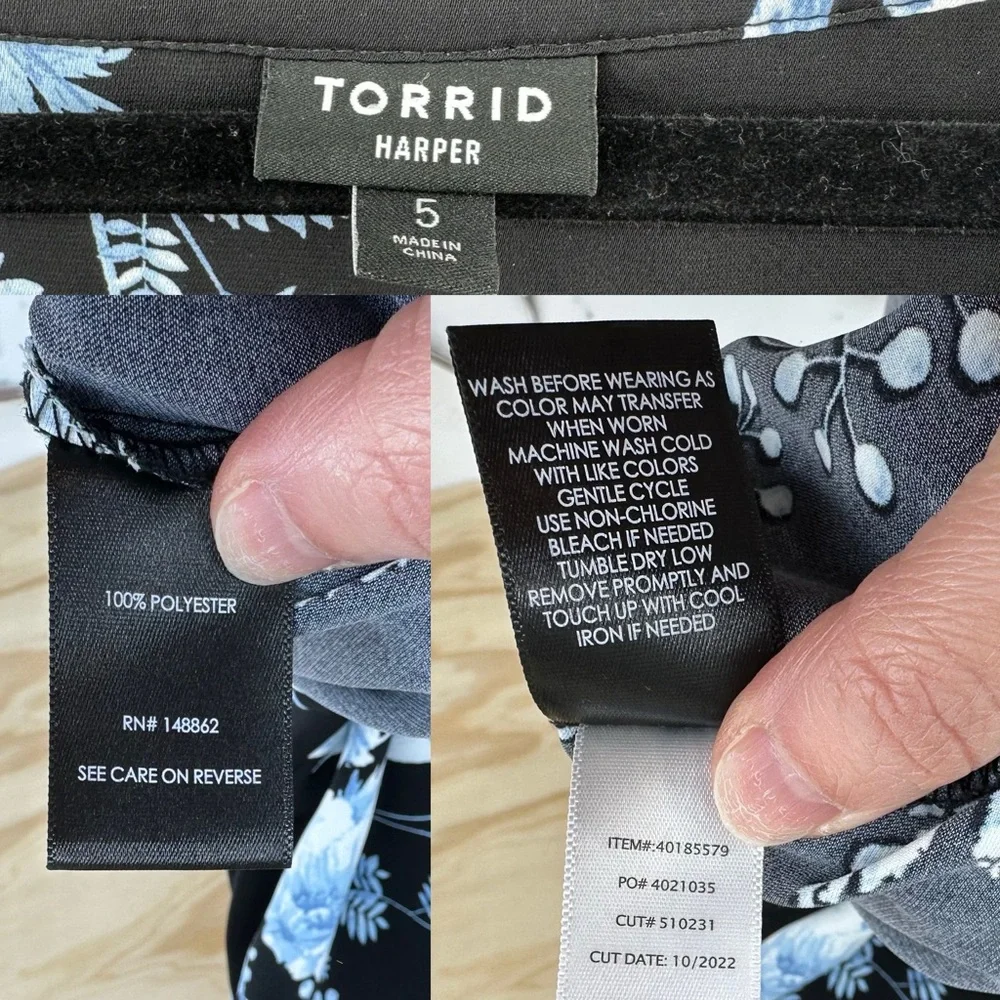 TORRID
HARPER
5
MADE IN
CHINA
100% POLYESTER
RN# 148862
SEE CARE ON REVERSE
WASH BEFORE WEARING AS
COLOR MAY TRANSFER
WHEN WORN
MACHINE WASH COLD
WITH LIKE COLORS
GENTLE CYCLE
USE NON-CHLORINE
BLEACH IF NEEDED
TUMBLE DRY LOW
REMOVE PROMPTLY AND
TOUCH UP WITH COOL
IRON IF NEEDED
ITEM#:40185579
PO# 4021035
CUT# 510231
CUT DATE: 10/2022